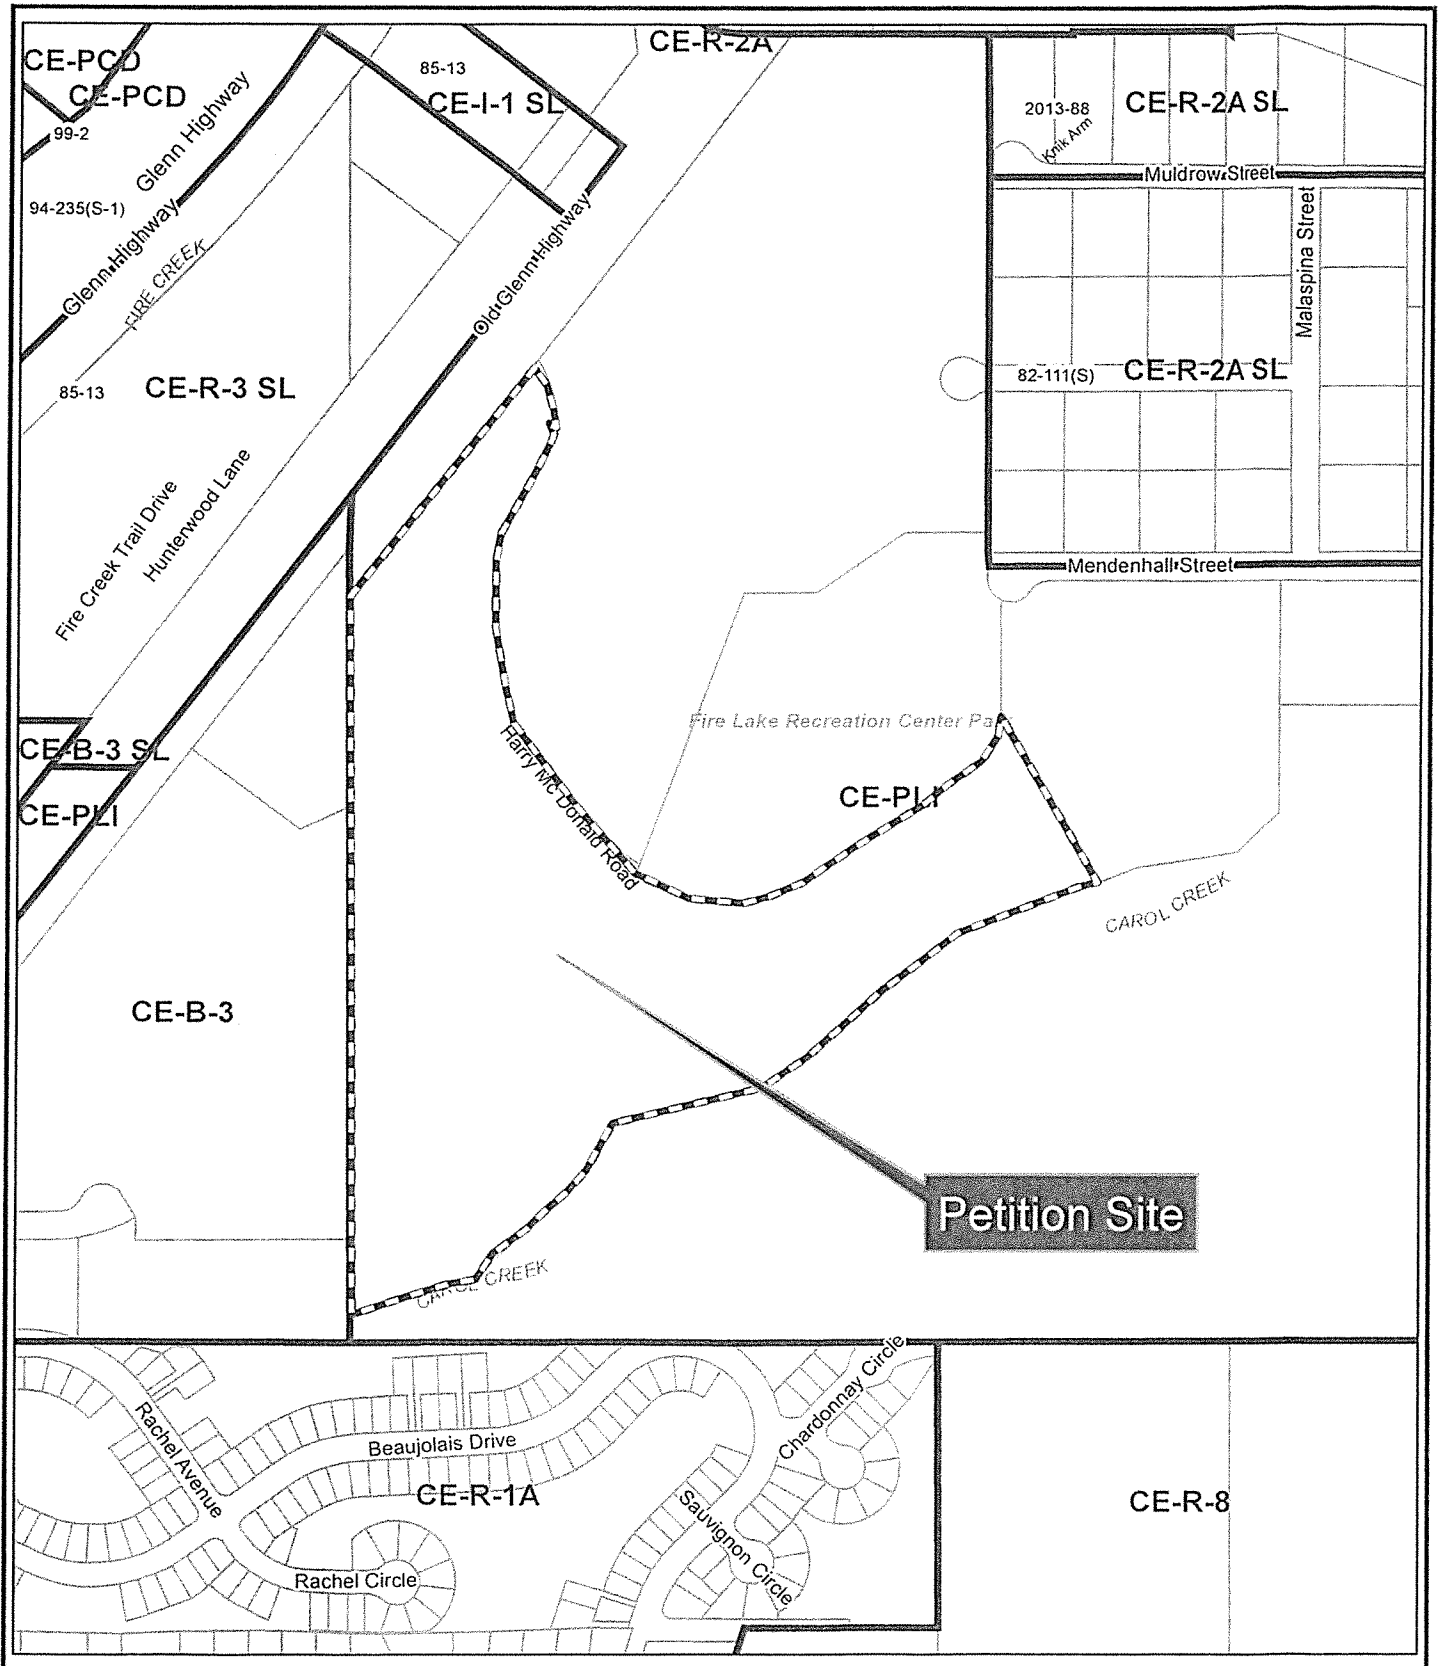 CE-PCD
CE-PCD
99-2
94-235(S-1)
Glenn Highway
Glenn Highway
FIRE CREEK
85-13
CE-I-1 SL
CE-R-2A
Old Glenn Highway
2013-88
CE-R-2A SL
Knik Arm
Muldrow Street
Malaspina Street
82-111(S)
CE-R-2A SL
Mendenhall Street
85-13
CE-R-3 SL
Fire Creek Trail Drive
Hunterwood Lane
CE-B-3 SL
CE-PLI
Harry Mc Donald Road
Fire Lake Recreation Center Park
CE-PLI
CAROL CREEK
CE-B-3
Petition Site
CAROL CREEK
Rachel Avenue
Beaujolais Drive
CE-R-1A
Chardonnay Circle
Sauvignon Circle
Rachel Circle
CE-R-8